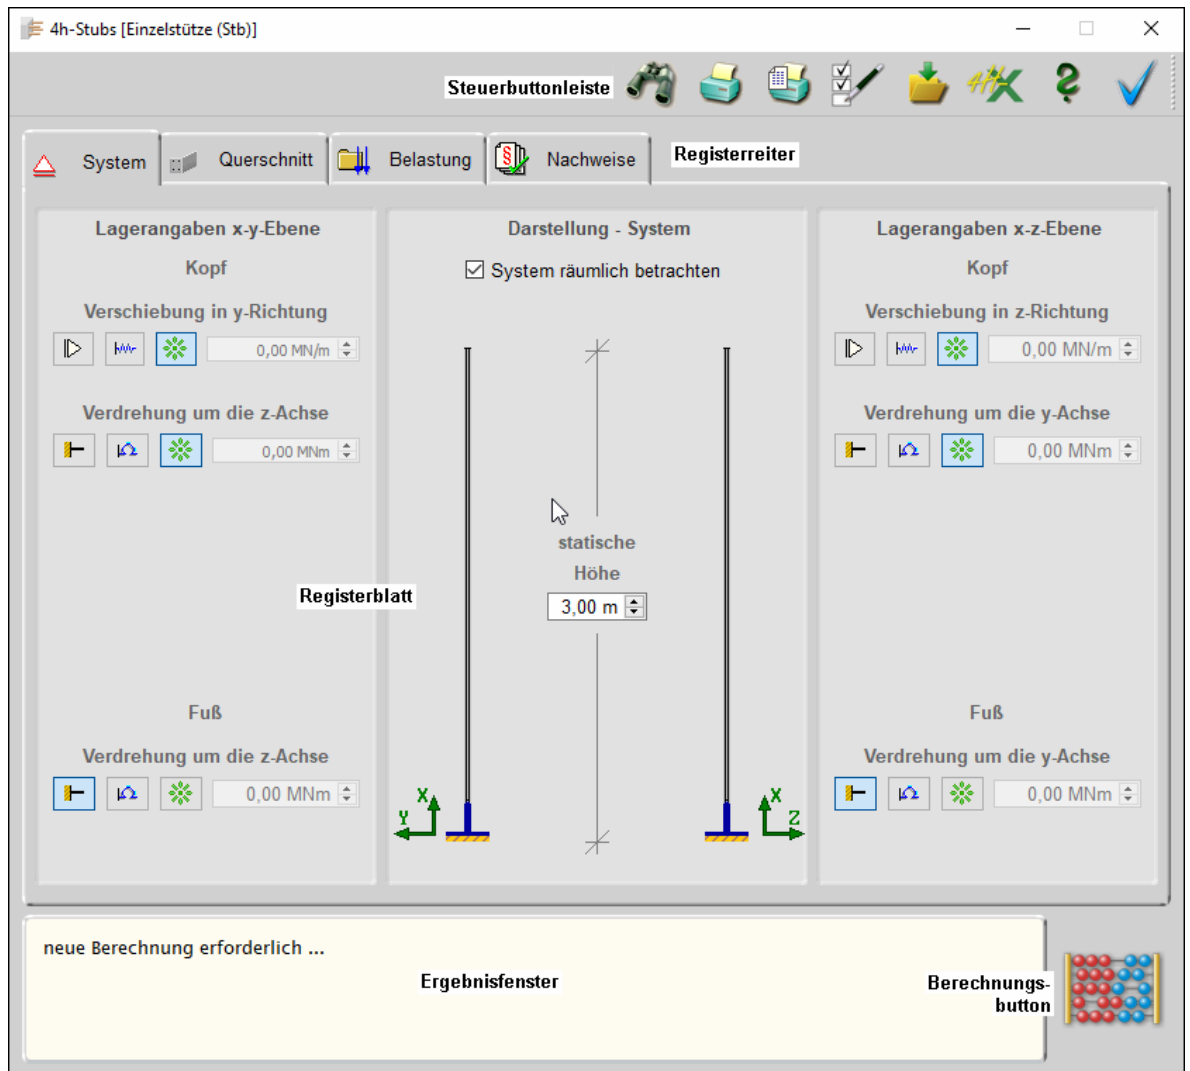 4h-Stubs [Einzelstütze (Stb)]
Steuerbuttonleiste
System
Querschnitt
Belastung
Nachweise
Registerreiter
Lagerangaben x-y-Ebene
Kopf
Verschiebung in y-Richtung
0,00 MN/m
Verdrehung um die z-Achse
0,00 MNm
Registerblatt
Fuß
Verdrehung um die z-Achse
0,00 MNm
Darstellung - System
System räumlich betrachten
statische
Höhe
3,00 m
X
Y
X
Z
Lagerangaben x-z-Ebene
Kopf
Verschiebung in z-Richtung
0,00 MN/m
Verdrehung um die y-Achse
0,00 MNm
Fuß
Verdrehung um die y-Achse
0,00 MNm
neue Berechnung erforderlich ...
Ergebnisfenster
Berechnungs-
button